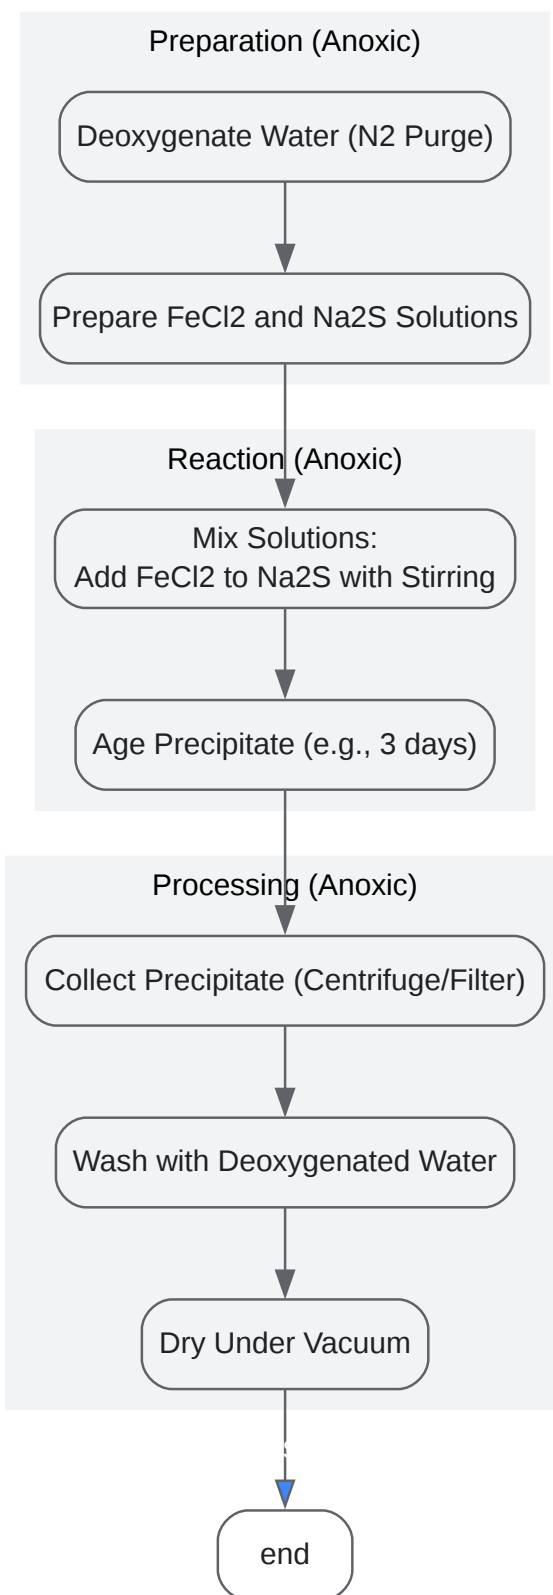 Preparation (Anoxic)
Deoxygenate Water (N2 Purge)
Prepare FeCl2 and Na2S Solutions
Reaction (Anoxic)
Mix Solutions:
Add FeCl2 to Na2S with Stirring
Age Precipitate (e.g., 3 days)
Processing (Anoxic)
Collect Precipitate (Centrifuge/Filter)
Wash with Deoxygenated Water
Dry Under Vacuum
end